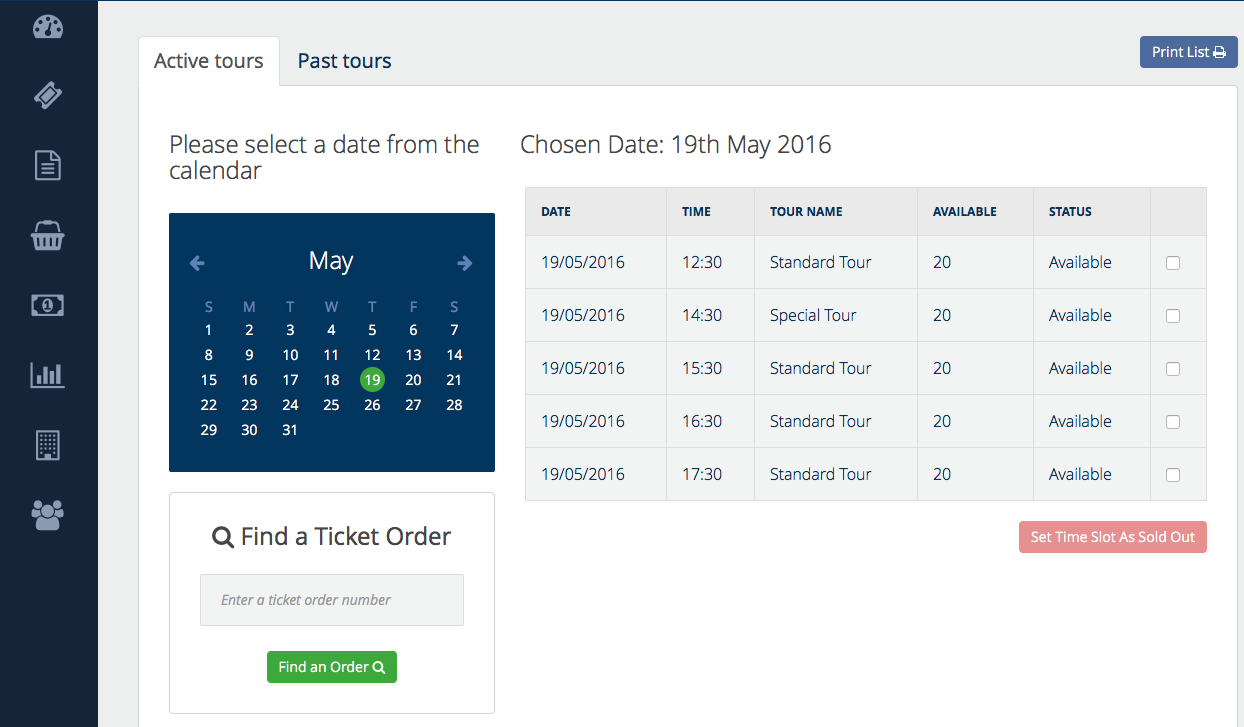 Active tours
Past tours
Print List
Please select a date from the
calendar
May
S M T W T F S
1 2 3 4 5 6 7
8 9 10 11 12 13 14
15 16 17 18 19 20 21
22 23 24 25 26 27 28
29 30 31
Find a Ticket Order
Enter a ticket order number
Find an Order
Chosen Date: 19th May 2016
DATE TIME TOUR NAME AVAILABLE STATUS
19/05/2016 12:30 Standard Tour 20 Available
19/05/2016 14:30 Special Tour 20 Available
19/05/2016 15:30 Standard Tour 20 Available
19/05/2016 16:30 Standard Tour 20 Available
19/05/2016 17:30 Standard Tour 20 Available
Set Time Slot As Sold Out